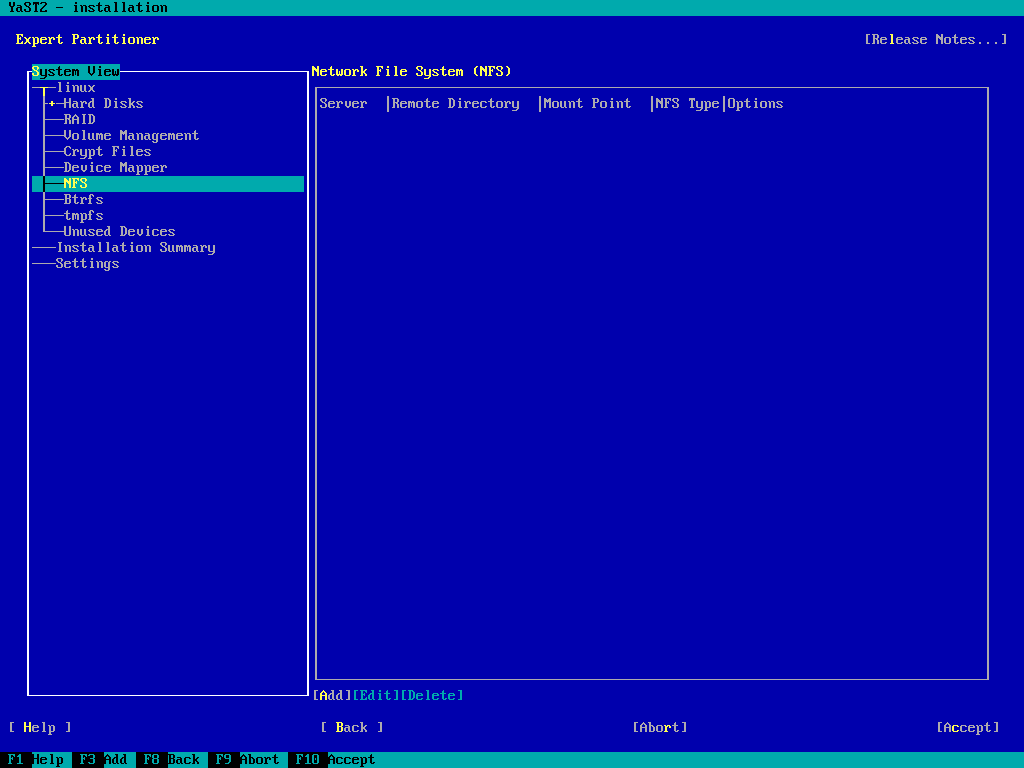 YaST2 - installation
Expert Partitioner [Release Notes...]
System View
linux
+ Hard Disks
RAID
Volume Management
Crypt Files
Device Mapper
NFS
Btrfs
tmpfs
Unused Devices
Installation Summary
Settings
Network File System (NFS)
Server |Remote Directory |Mount Point |NFS Type|Options
[Add][Edit][Delete]
[ Help ] [ Back ] [Abort] [Accept]
F1 Help F3 Add F8 Back F9 Abort F10 Accept